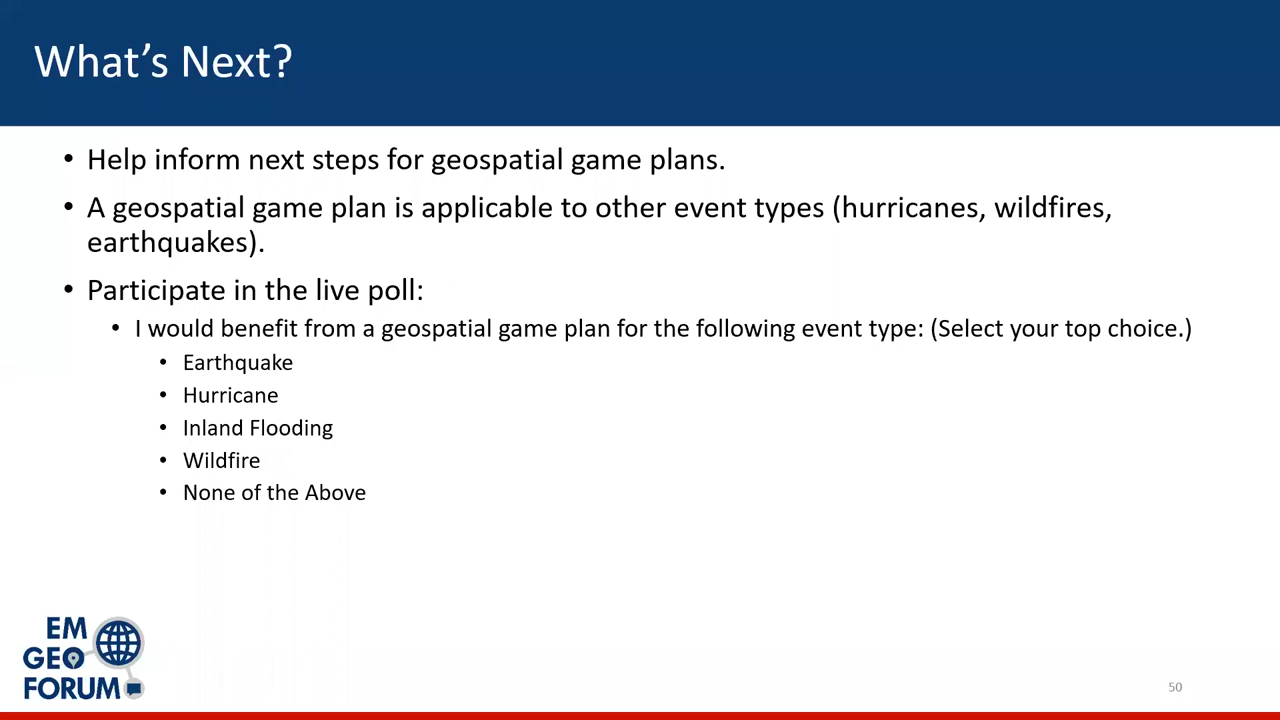 What’s Next?
• Help inform next steps for geospatial game plans.
• A geospatial game plan is applicable to other event types (hurricanes, wildfires,
earthquakes).
• Participate in the live poll:
• I would benefit from a geospatial game plan for the following event type: (Select your top choice.)
• Earthquake
• Hurricane
• Inland Flooding
• Wildfire
• None of the Above
EM
GEO
FORUM
50